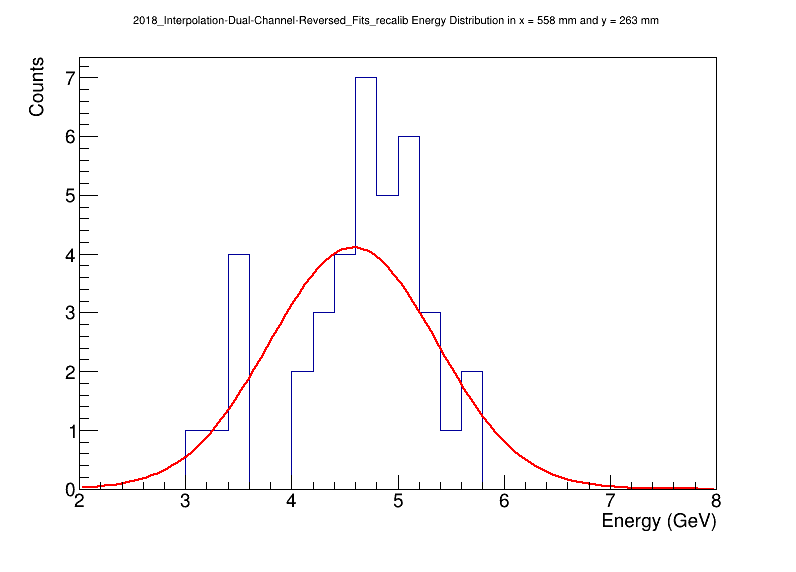 2018_Interpolation-Dual-Channel-Reversed_Fits_recalib Energy Distribution in x = 558 mm and y = 263 mm
Counts
7
6
5
4
3
2
1
0
2 3 4 5 6 7 8
Energy (GeV)